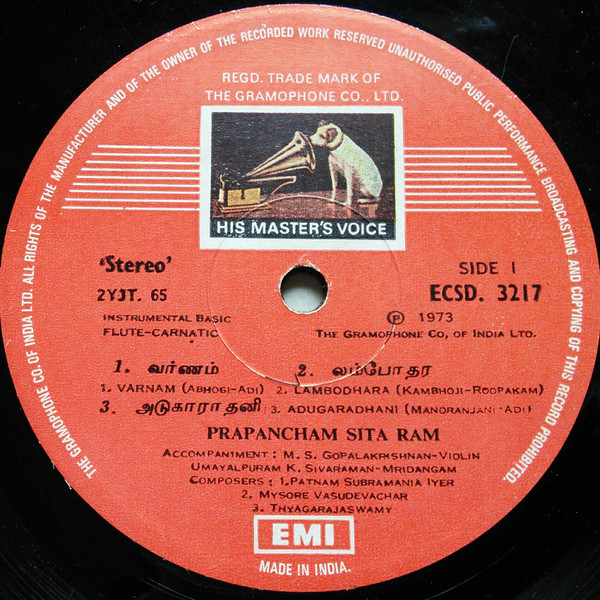 THE GRAMOPHONE CO. OF INDIA LTD. ALL RIGHTS OF THE MANUFACTURER AND OF THE OWNER OF THE RECORDED WORK RESERVED UNAUTHORISED PUBLIC PERFORMANCE BROADCASTING AND COPYING OF THIS RECORD PROHIBITED.
REGD. TRADE MARK OF
THE GRAMOPHONE CO., LTD.
HIS MASTER'S VOICE
'Stereo'
SIDE 1
2YJT. 65
ECSD. 3217
INSTRUMENTAL BASIC
FLUTE-CARNATIC
℗ 1973
THE GRAMOPHONE CO., OF INDIA LTD.
1. வர்ணம் 2. லம்போதர
1. VARNAM (ABHOGI-ADI) 2. LAMBODHARA (KAMBHOJI-ROOPAKAM)
3. அடுகாராதனி 3. ADUGARADHANI (MANORANJANI-ADI)
PRAPANCHAM SITA RAM
ACCOMPANIMENT : M. S. GOPALAKRISHNAN-VIOLIN
UMAYALPURAM K. SIVARAMAN-MRIDANGAM
COMPOSERS : 1. PATNAM SUBRAMANIA IYER
2. MYSORE VASUDEVACHAR
3. THYAGARAJASWAMY
EMI
MADE IN INDIA.